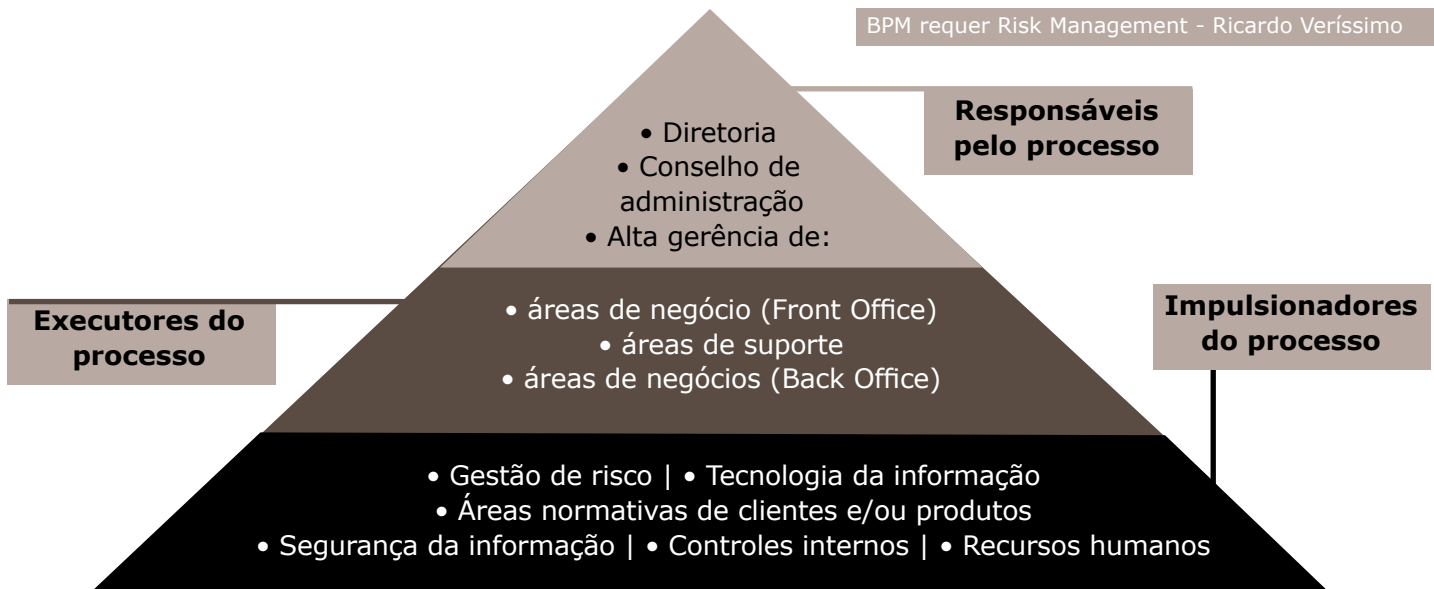 BPM requer Risk Management - Ricardo Veríssimo
Responsáveis
pelo processo
• Diretoria
• Conselho de
administração
• Alta gerência de:
Executores do
processo
• áreas de negócio (Front Office)
• áreas de suporte
• áreas de negócios (Back Office)
Impulsionadores
do processo
• Gestão de risco | • Tecnologia da informação
• Áreas normativas de clientes e/ou produtos
• Segurança da informação | • Controles internos | • Recursos humanos